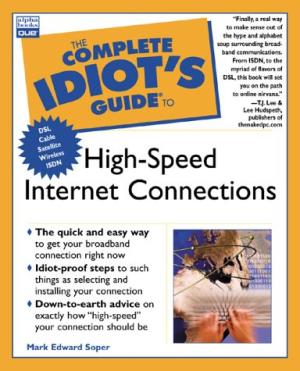 alpha
books
que
THE
COMPLETE
IDIOT'S
GUIDE® TO
"Finally, a real way
to make sense out of
the hype and alphabet
soup surrounding broad-
band communications.
From ISDN, to the
myriad of flavors of
DSL, this book will set
you on the path
to online nirvana."
—T.J. Lee &
Lee Hudspeth,
publishers of
thenakedpc.com
DSL
Cable
Satellite
Wireless
ISDN
High-Speed
Internet Connections
The quick and easy way
to get your broadband
connection right now
Idiot-proof steps to such
things as selecting and
installing your connection
Down-to-earth advice on
exactly how "high-speed"
your connection should be
Mark Edward Soper